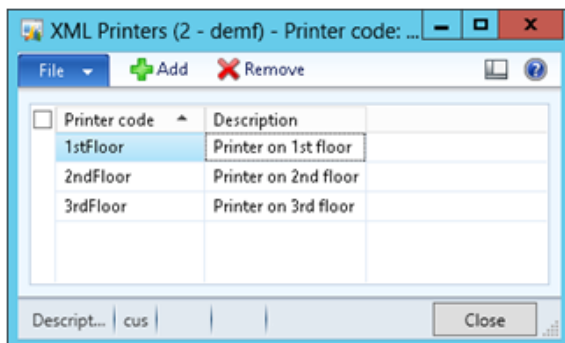 XML Printers (2 - demf) - Printer code: ...
File Add Remove
Printer code Description
1stFloor Printer on 1st floor
2ndFloor Printer on 2nd floor
3rdFloor Printer on 3rd floor
Descript... cus Close